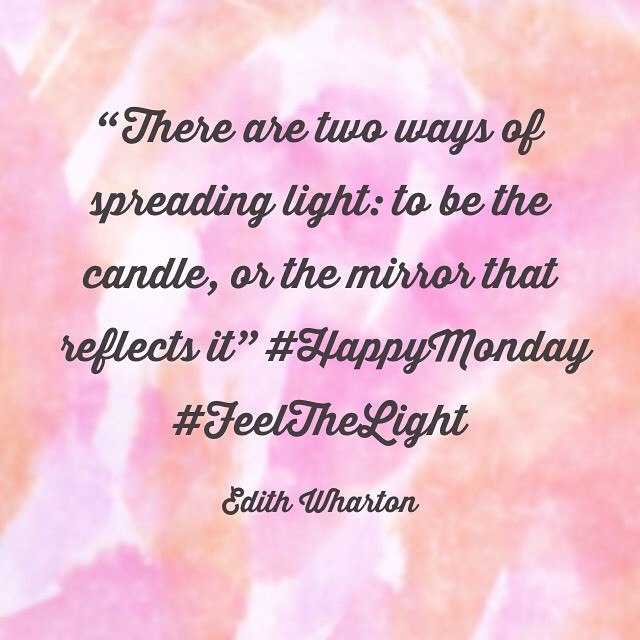 “There are two ways of
spreading light: to be the
candle, or the mirror that
reflects it” #HappyMonday
#FeelTheLight
Edith Wharton